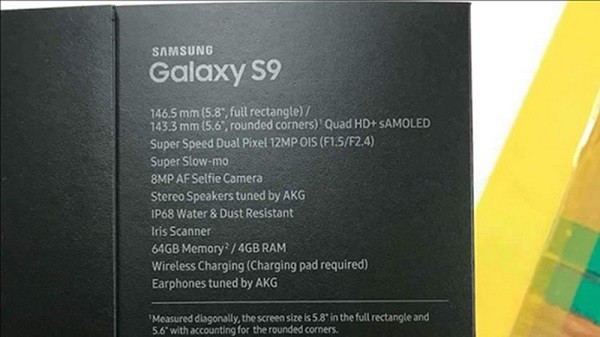 SAMSUNG
Galaxy S9
146.5 mm (5.8", full rectangle) /
143.3 mm (5.6", rounded corners)¹ Quad HD+ sAMOLED
Super Speed Dual Pixel 12MP OIS (F1.5/F2.4)
Super Slow-mo
8MP AF Selfie Camera
Stereo Speakers tuned by AKG
IP68 Water & Dust Resistant
Iris Scanner
64GB Memory² / 4GB RAM
Wireless Charging (Charging pad required)
Earphones tuned by AKG
¹Measured diagonally, the screen size is 5.8" in the full rectangle and
5.6" with accounting for the rounded corners.